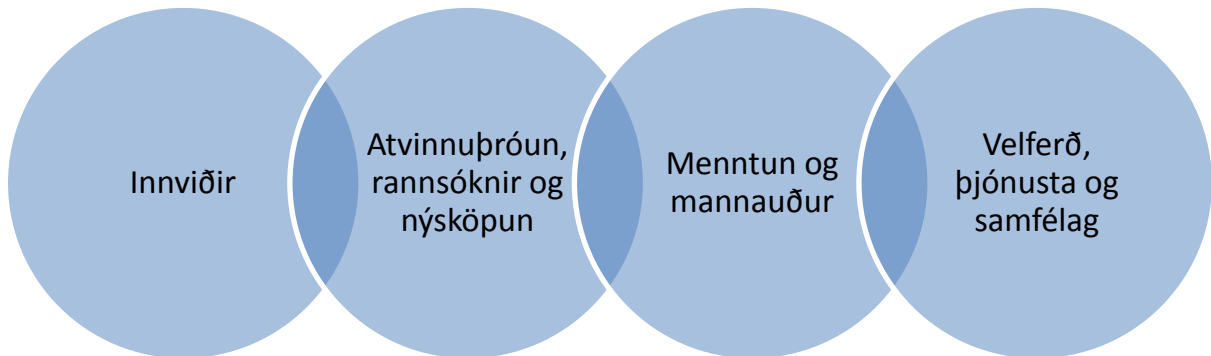 Innviðir
Atvinnuþróun,
rannsóknir og
nýsköpun
Menntun og
mannauður
Velferð,
þjónusta og
samfélag